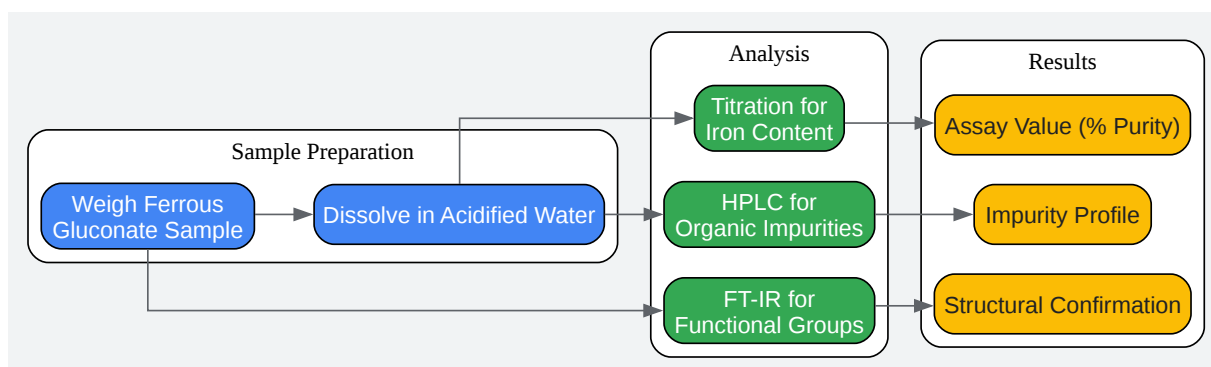 Sample Preparation
Weigh Ferrous
Gluconate Sample
Dissolve in Acidified Water
Analysis
Titration for
Iron Content
HPLC for
Organic Impurities
FT-IR for
Functional Groups
Results
Assay Value (% Purity)
Impurity Profile
Structural Confirmation